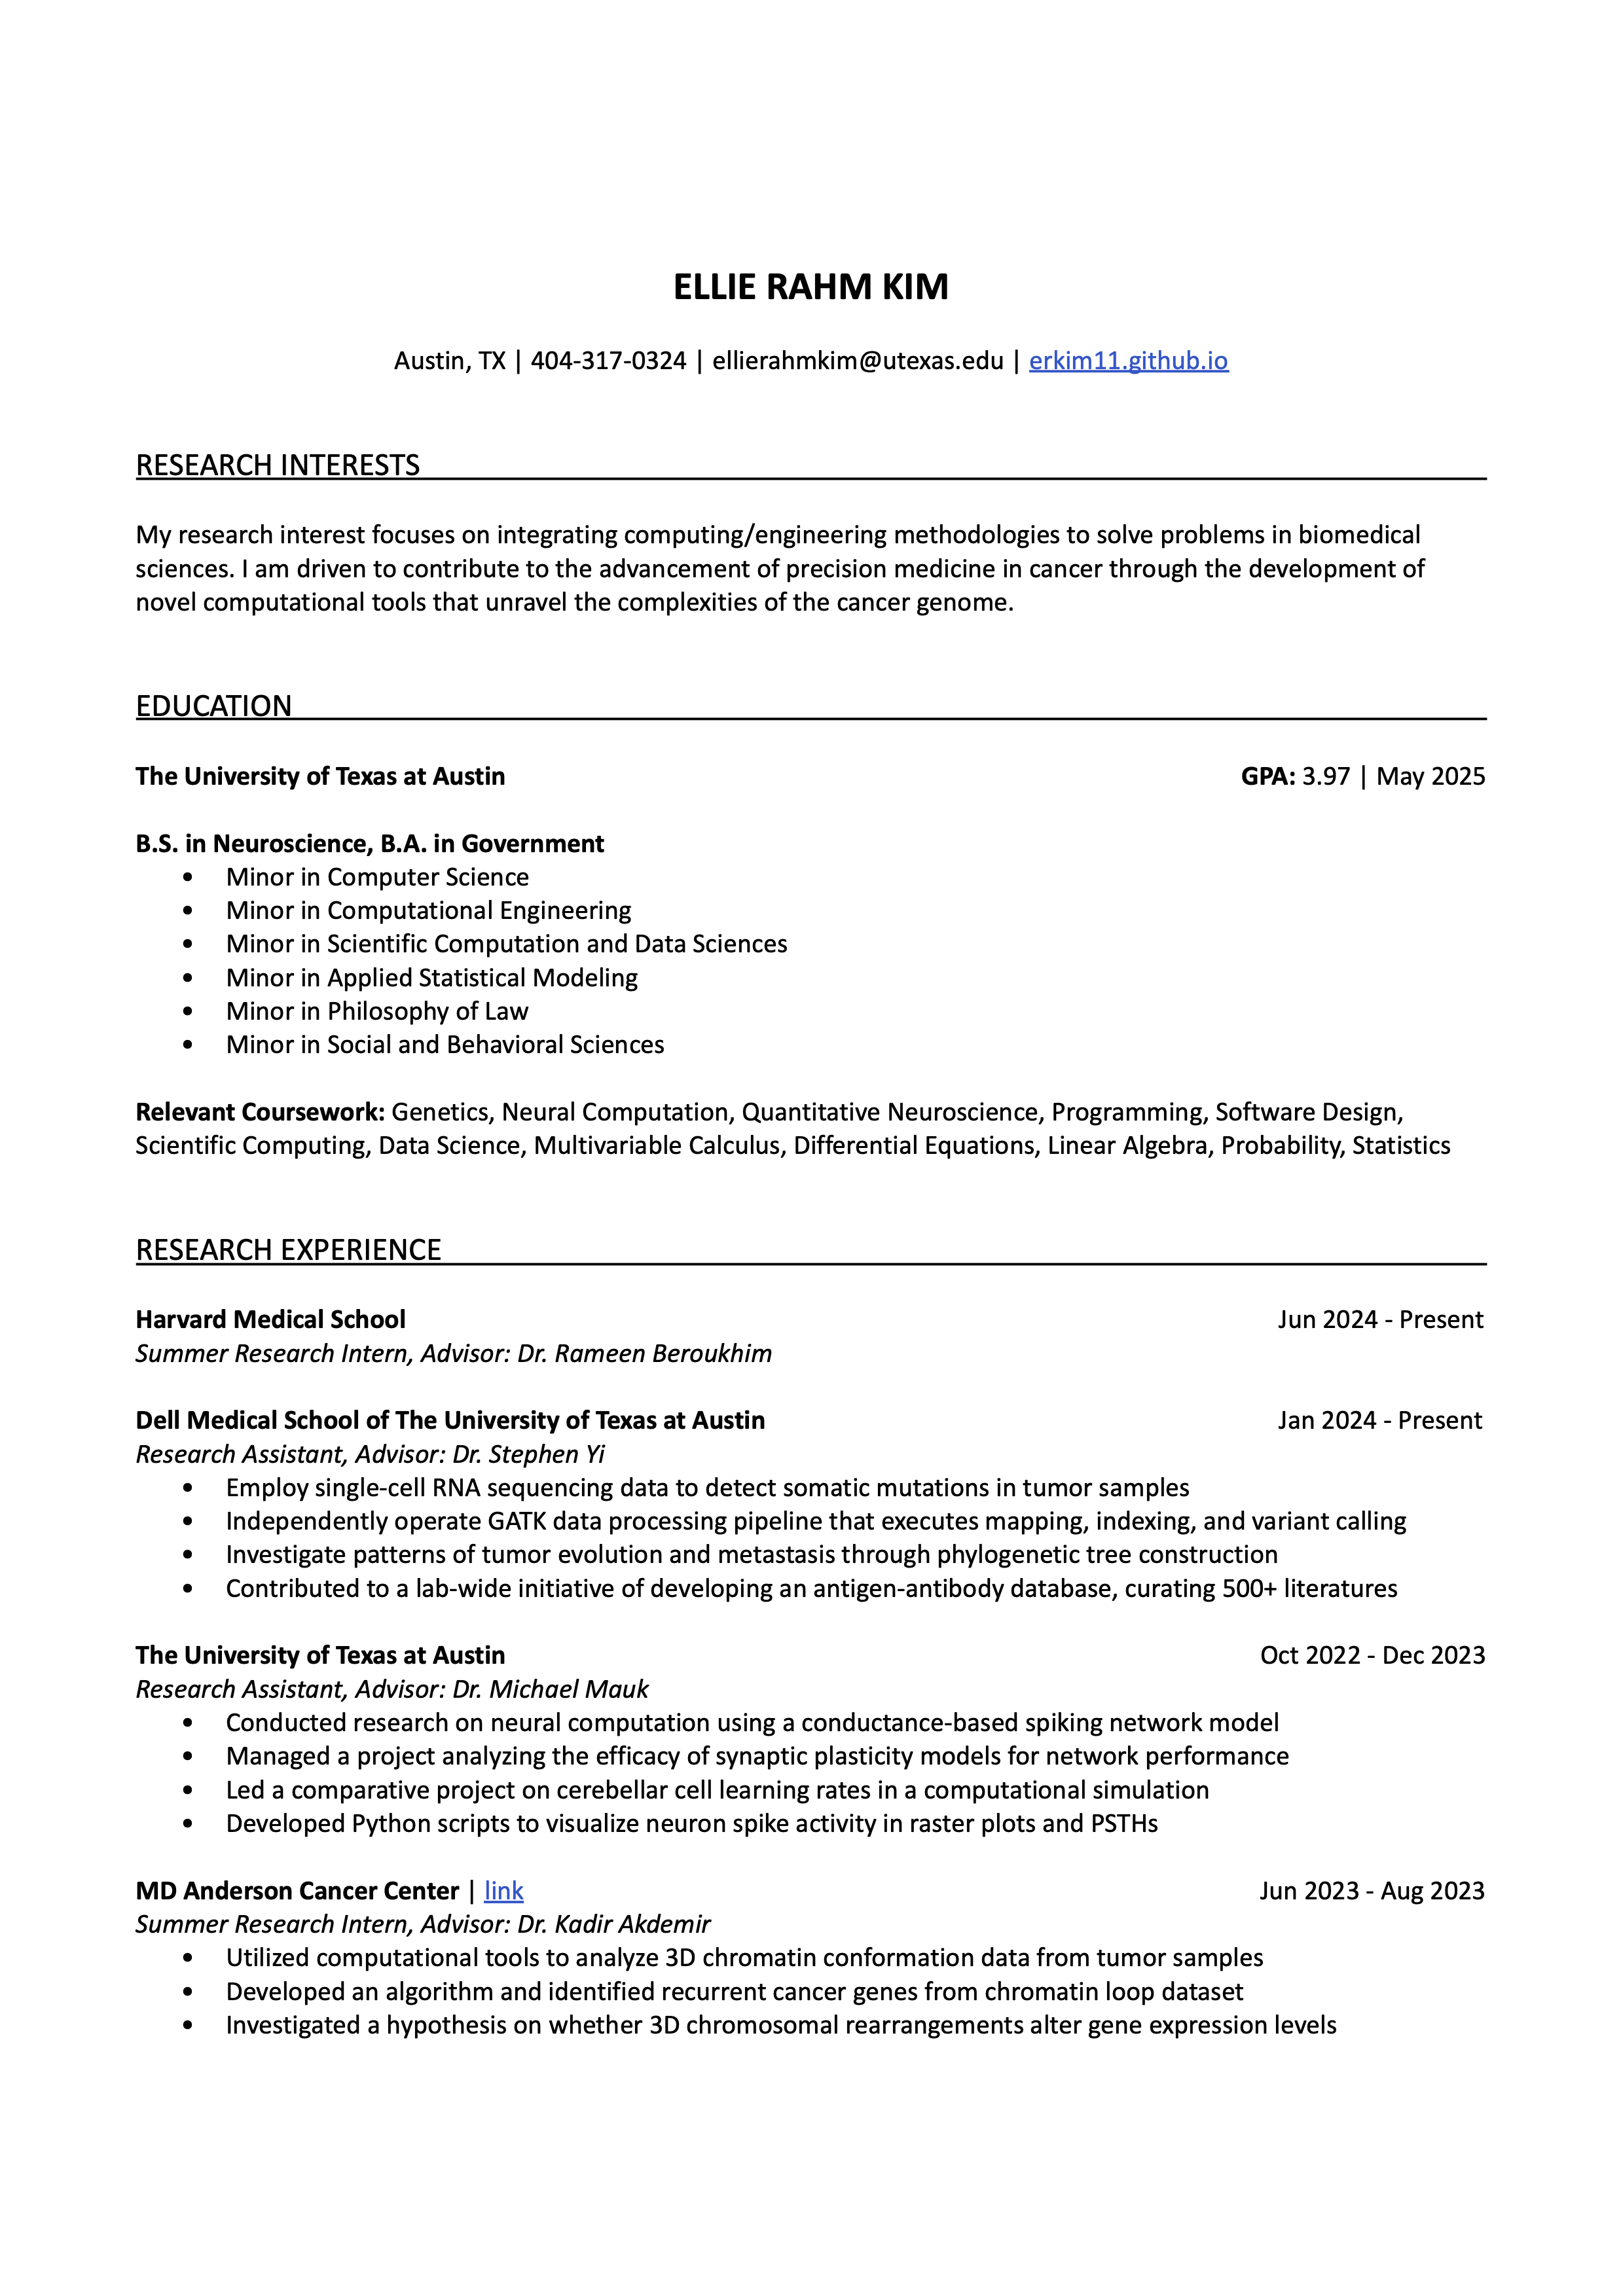 ELLIE RAHM KIM
Austin, TX | 404-317-0324 | ellierahmkim@utexas.edu | erkim11.github.io
RESEARCH INTERESTS
My research interest focuses on integrating computing/engineering methodologies to solve problems in biomedical
sciences. I am driven to contribute to the advancement of precision medicine in cancer through the development of
novel computational tools that unravel the complexities of the cancer genome.
EDUCATION
The University of Texas at Austin GPA: 3.97 | May 2025
B.S. in Neuroscience, B.A. in Government
• Minor in Computer Science
• Minor in Computational Engineering
• Minor in Scientific Computation and Data Sciences
• Minor in Applied Statistical Modeling
• Minor in Philosophy of Law
• Minor in Social and Behavioral Sciences
Relevant Coursework: Genetics, Neural Computation, Quantitative Neuroscience, Programming, Software Design,
Scientific Computing, Data Science, Multivariable Calculus, Differential Equations, Linear Algebra, Probability, Statistics
RESEARCH EXPERIENCE
Harvard Medical School Jun 2024 - Present
Summer Research Intern, Advisor: Dr. Rameen Beroukhim
Dell Medical School of The University of Texas at Austin Jan 2024 - Present
Research Assistant, Advisor: Dr. Stephen Yi
• Employ single-cell RNA sequencing data to detect somatic mutations in tumor samples
• Independently operate GATK data processing pipeline that executes mapping, indexing, and variant calling
• Investigate patterns of tumor evolution and metastasis through phylogenetic tree construction
• Contributed to a lab-wide initiative of developing an antigen-antibody database, curating 500+ literatures
The University of Texas at Austin Oct 2022 - Dec 2023
Research Assistant, Advisor: Dr. Michael Mauk
• Conducted research on neural computation using a conductance-based spiking network model
• Managed a project analyzing the efficacy of synaptic plasticity models for network performance
• Led a comparative project on cerebellar cell learning rates in a computational simulation
• Developed Python scripts to visualize neuron spike activity in raster plots and PSTHs
MD Anderson Cancer Center | link Jun 2023 - Aug 2023
Summer Research Intern, Advisor: Dr. Kadir Akdemir
• Utilized computational tools to analyze 3D chromatin conformation data from tumor samples
• Developed an algorithm and identified recurrent cancer genes from chromatin loop dataset
• Investigated a hypothesis on whether 3D chromosomal rearrangements alter gene expression levels